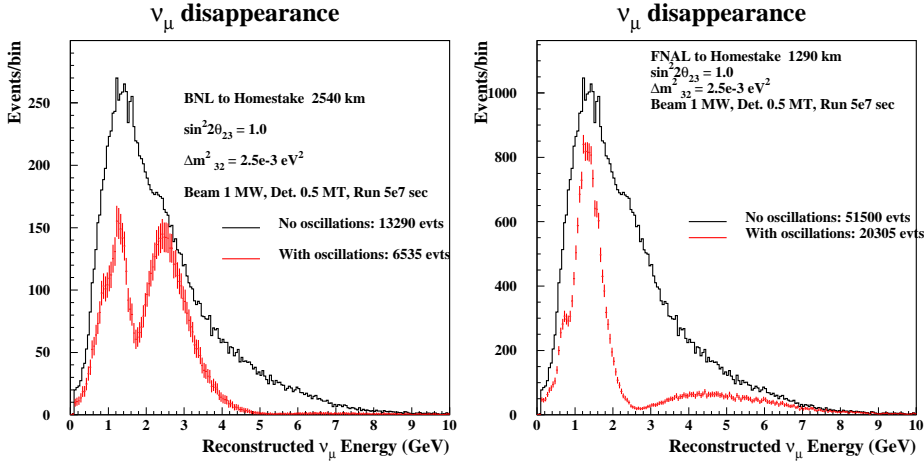 ν_μ disappearance
Events/bin
250
200
150
100
50
0
BNL to Homestake 2540 km
sin²2θ₂₃ = 1.0
Δm²₃₂ = 2.5e-3 eV²
Beam 1 MW, Det. 0.5 MT, Run 5e7 sec
No oscillations: 13290 evts
With oscillations: 6535 evts
0 1 2 3 4 5 6 7 8 9 10
Reconstructed ν_μ Energy (GeV)
ν_μ disappearance
Events/bin
1000
800
600
400
200
0
FNAL to Homestake 1290 km
sin²2θ₂₃ = 1.0
Δm²₃₂ = 2.5e-3 eV²
Beam 1 MW, Det. 0.5 MT, Run 5e7 sec
No oscillations: 51500 evts
With oscillations: 20305 evts
0 1 2 3 4 5 6 7 8 9 10
Reconstructed ν_μ Energy (GeV)